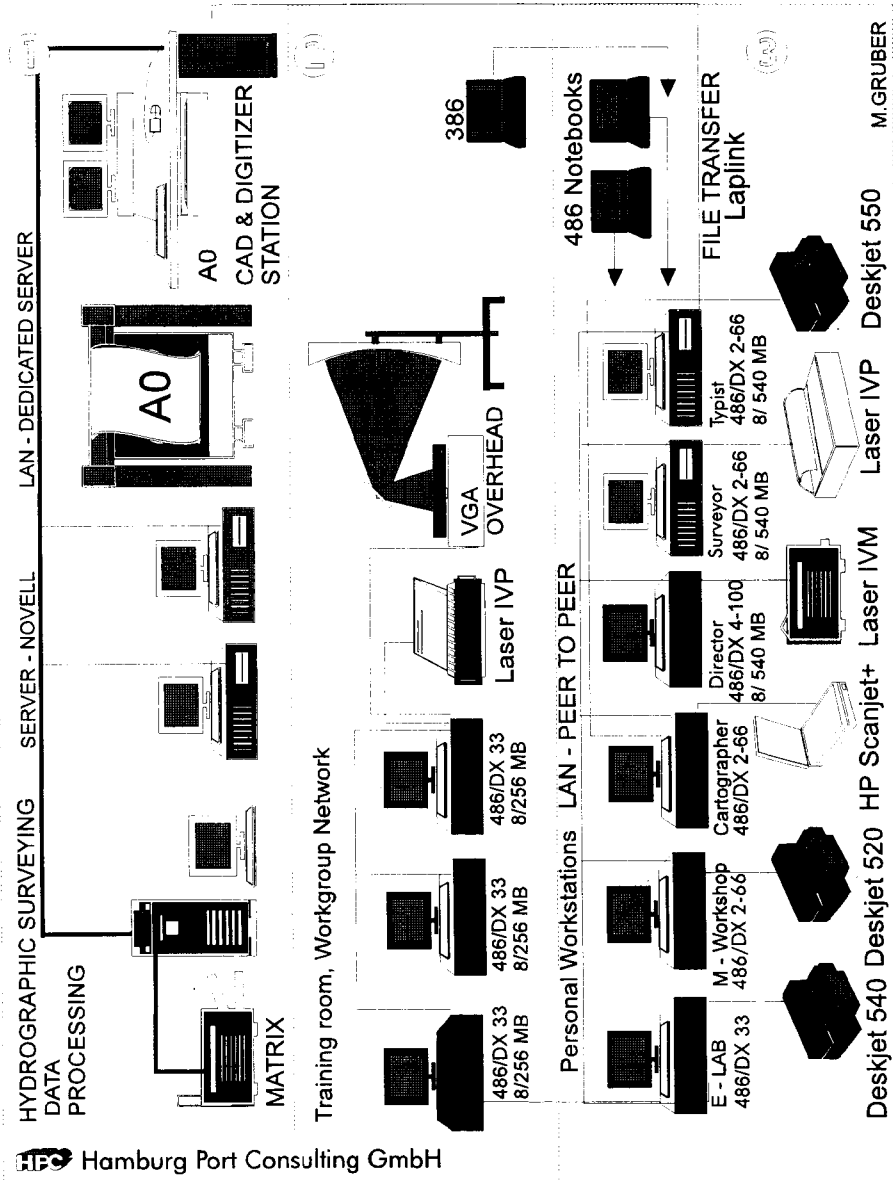 HYDROGRAPHIC SURVEYING SERVER - NOVELL LAN - DEDICATED SERVER
DATA
PROCESSING
MATRIX
A0
A0
CAD & DIGITIZER
STATION
Training room, Workgroup Network
486/DX 33
8/256 MB
486/DX 33
8/256 MB
486/DX 33
8/256 MB
Laser IVP
VGA
OVERHEAD
386
486 Notebooks
FILE TRANSFER
Laplink
Personal Workstations LAN - PEER TO PEER
E - LAB
486/DX 33
M - Workshop
486/DX 2-66
Cartographer
486/DX 2-66
Director
486/DX 4-100
8/ 540 MB
Surveyor
486/DX 2-66
8/ 540 MB
Typist
486/DX 2-66
8/ 540 MB
Deskjet 540 Deskjet 520 HP Scanjet+ Laser IVM Laser IVP Deskjet 550
M.GRUBER
HPC Hamburg Port Consulting GmbH